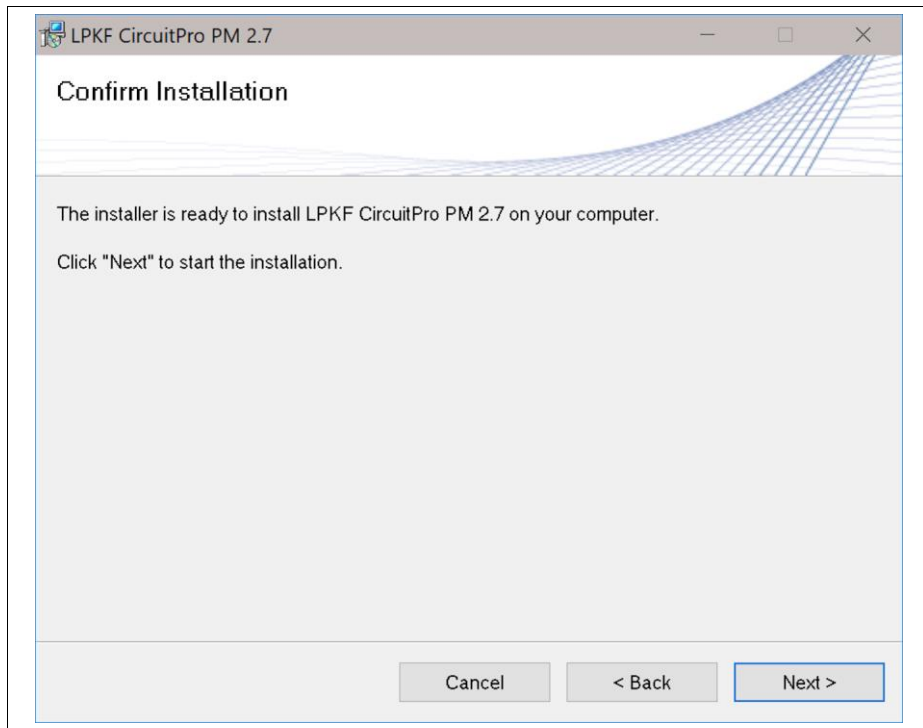 LPKF CircuitPro PM 2.7
Confirm Installation
The installer is ready to install LPKF CircuitPro PM 2.7 on your computer.
Click "Next" to start the installation.
Cancel
< Back
Next >